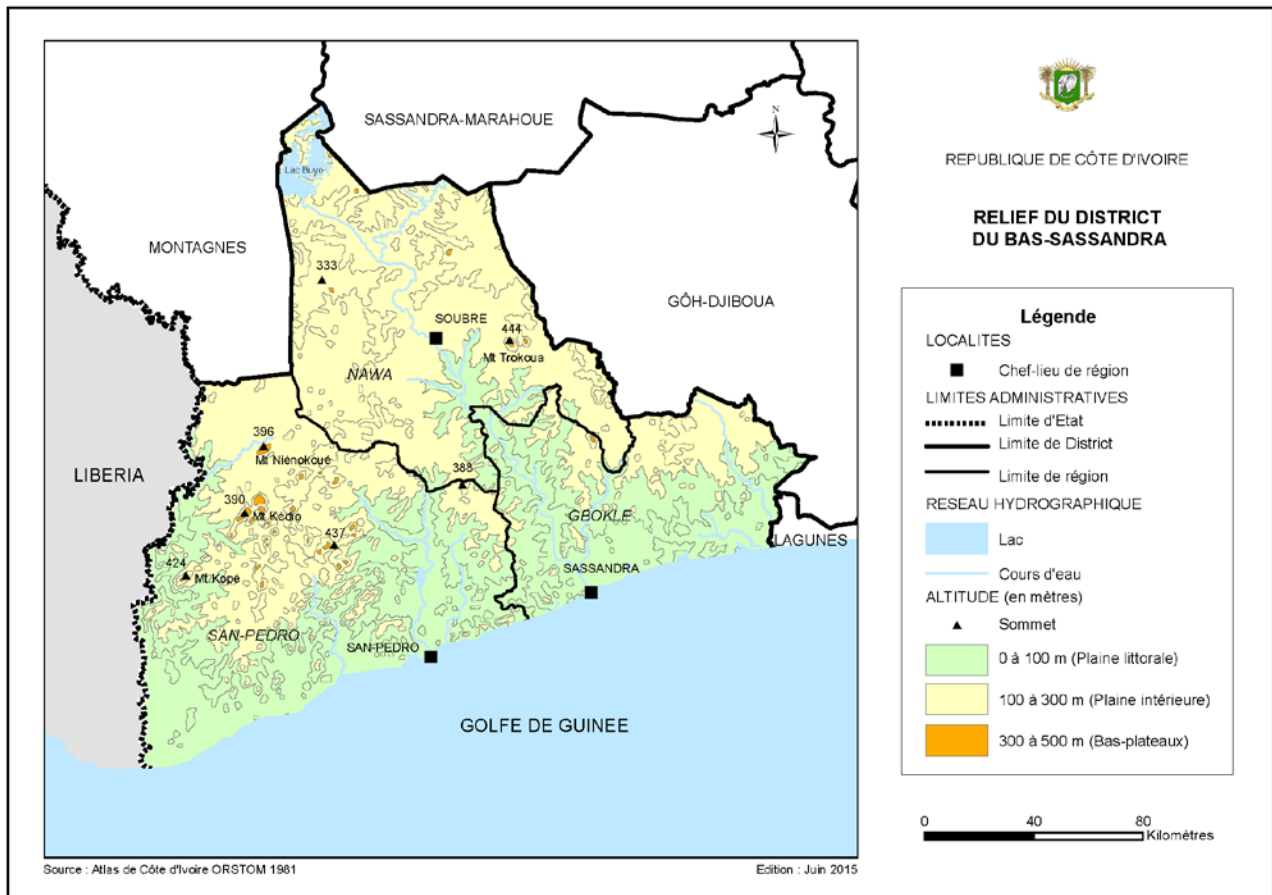 SASSANDRA-MARAHOUE
N
Lac Buyo
MONTAGNES
333
GÔH-DJIBOUA
SOUBRE
444
Mt Trokoua
NAWA
396
Mt Niénokoué
LIBERIA
388
390
Mt Kédio
GBOKLE
437
LAGUNES
424
Mt Kopé
SASSANDRA
SAN-PEDRO
SAN-PEDRO
GOLFE DE GUINEE
Source : Atlas de Côte d'Ivoire ORSTOM 1981
Edition : Juin 2015
REPUBLIQUE DE CÔTE D'IVOIRE
RELIEF DU DISTRICT
DU BAS-SASSANDRA
Légende
LOCALITES
Chef-lieu de région
LIMITES ADMINISTRATIVES
Limite d'Etat
Limite de District
Limite de région
RESEAU HYDROGRAPHIQUE
Lac
Cours d'eau
ALTITUDE (en mètres)
Sommet
0 à 100 m (Plaine littorale)
100 à 300 m (Plaine intérieure)
300 à 500 m (Bas-plateaux)
0 40 80
Kilomètres